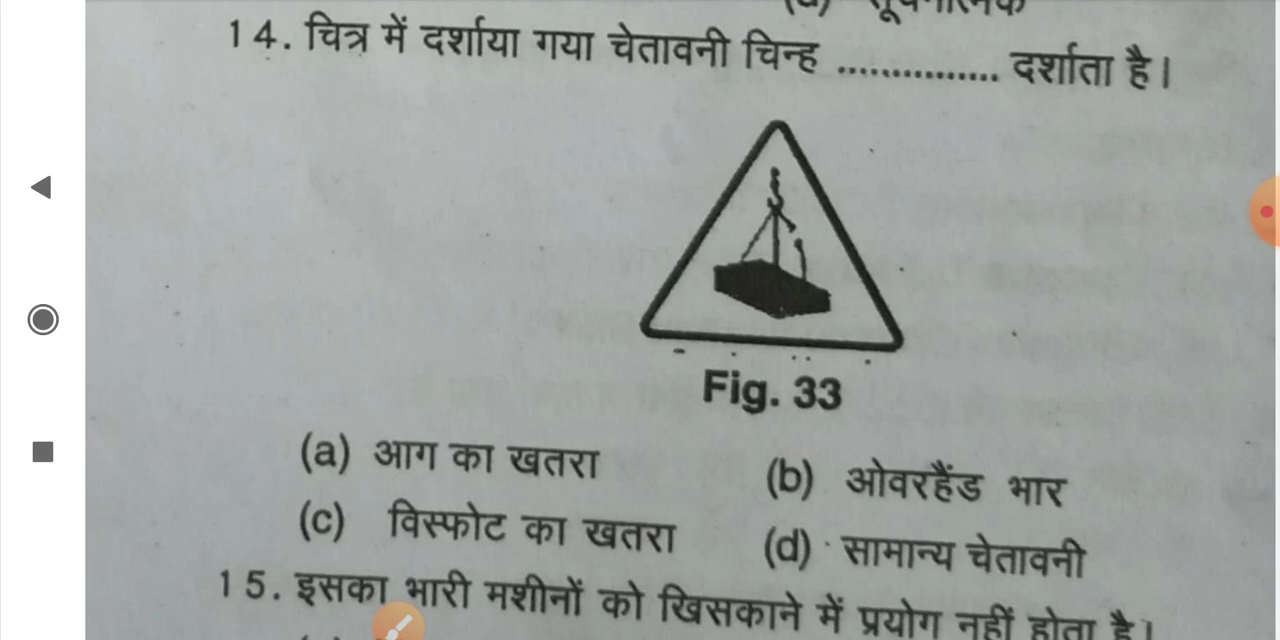 14. चित्र में दर्शाया गया चेतावनी चिन्ह ............... दर्शाता है।
Fig. 33
(a) आग का खतरा (b) ओवरहैंड भार
(c) विस्फोट का खतरा (d) सामान्य चेतावनी
15. इसका भारी मशीनों को खिसकाने में प्रयोग नहीं होता है।